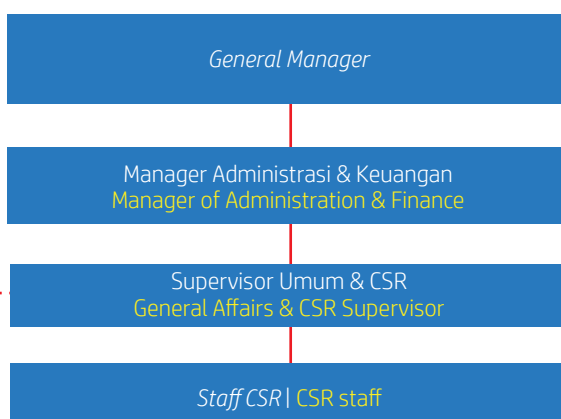 General Manager
Manager Administrasi & Keuangan
Manager of Administration & Finance
Supervisor Umum & CSR
General Affairs & CSR Supervisor
Staff CSR | CSR staff